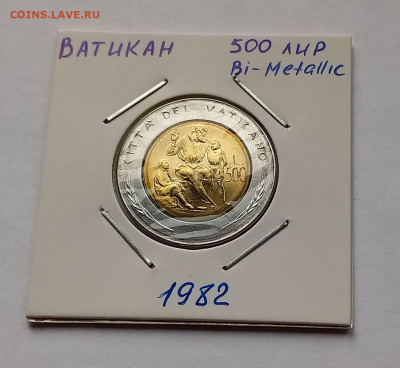 COINS.LAVE.RU
ВАТИКАН 500 лир
Bi-Metallic
CITTA' DEL VATICANO
L
500
1982